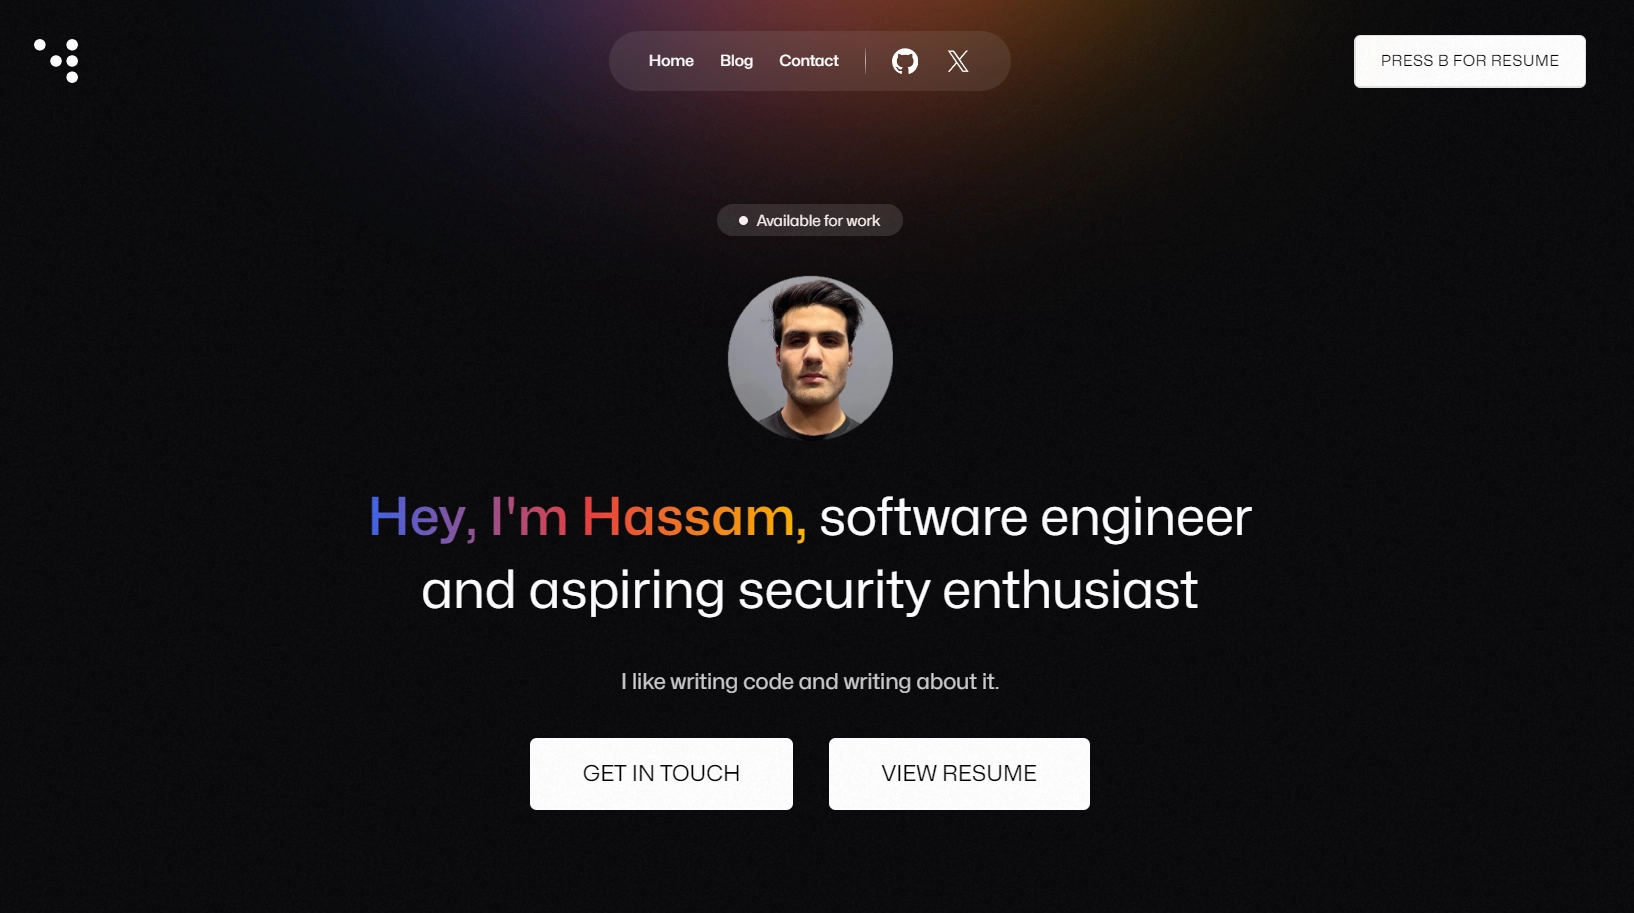 Home Blog Contact
PRESS B FOR RESUME
Available for work
Hey, I'm Hassam, software engineer
and aspiring security enthusiast
I like writing code and writing about it.
GET IN TOUCH
VIEW RESUME